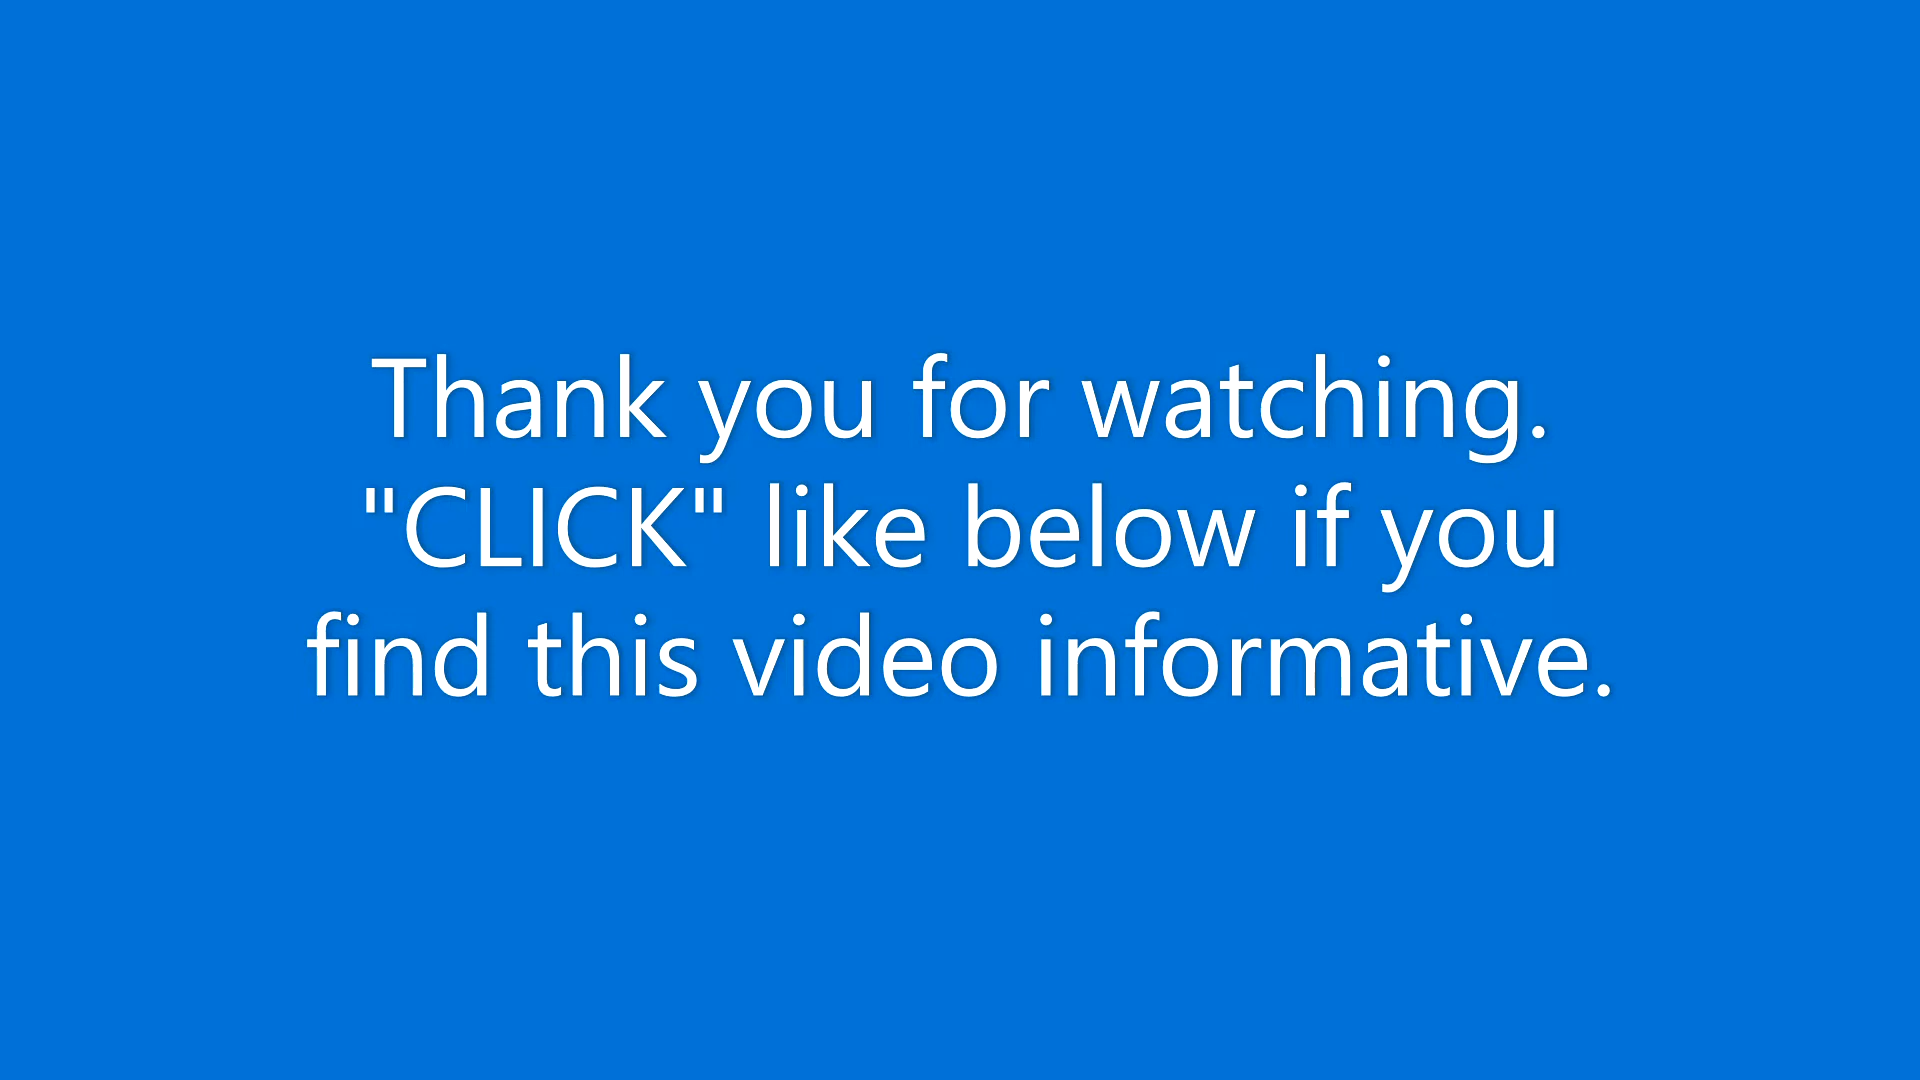 Thank you for watching.
"CLICK" like below if you
find this video informative.